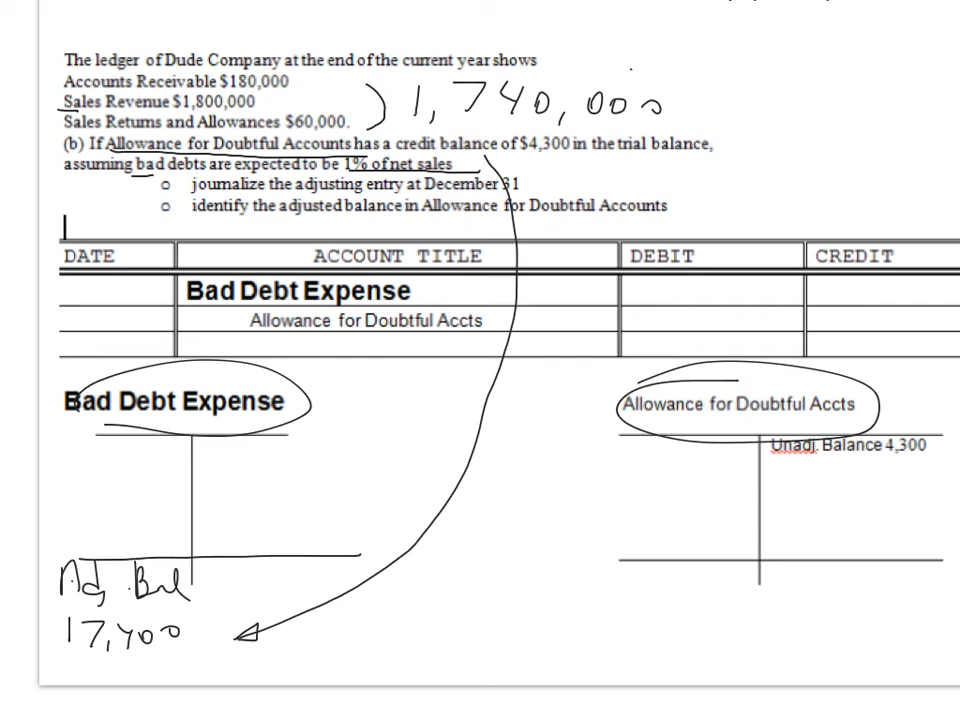 The ledger of Dude Company at the end of the current year shows
Accounts Receivable $180,000
Sales Revenue $1,800,000
Sales Returns and Allowances $60,000.
) 1,740,000
(b) If Allowance for Doubtful Accounts has a credit balance of $4,300 in the trial balance,
assuming bad debts are expected to be 1% of net sales
o journalize the adjusting entry at December 31
o identify the adjusted balance in Allowance for Doubtful Accounts
DATE ACCOUNT TITLE DEBIT CREDIT
Bad Debt Expense
Allowance for Doubtful Accts
Bad Debt Expense Allowance for Doubtful Accts
Unadj. Balance 4,300
Adj Bal
17,400